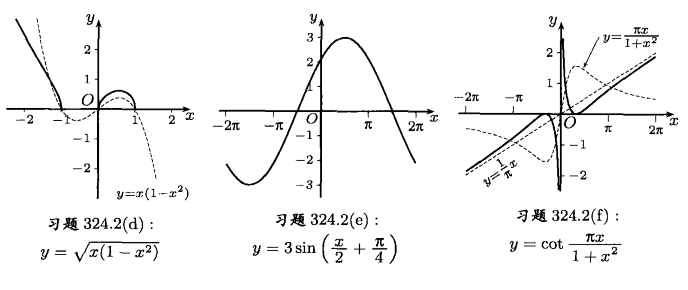 y
2
1
O
−2
−1
1
2
x
−1
−2
y=x(1−x²)
习题 324.2(d)：
y = √(x(1 − x²))
y
3
2
1
O
−2π
−π
π
2π
x
−1
−2
−3
习题 324.2(e)：
y = 3 sin (x/2 + π/4)
y
y = πx/(1+x²)
2
1
−2π
−π
O
π
2π
x
−1
−2
y = 1/π x
习题 324.2(f)：
y = cot πx/(1 + x²)